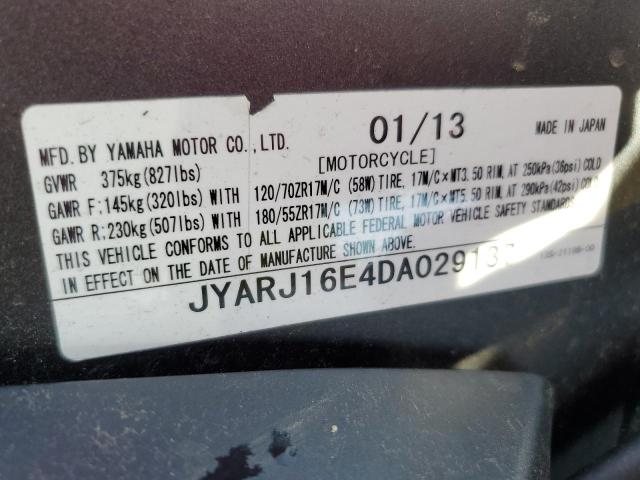 MFD. BY YAMAHA MOTOR CO., LTD. 01/13 MADE IN JAPAN
GVWR 375kg(827lbs) [MOTORCYCLE]
GAWR F:145kg(320lbs) WITH 120/70ZR17M/C (58W) TIRE, 17M/C×MT3.50 RIM, AT 250kPa(36psi) COLD
GAWR R:230kg(507lbs) WITH 180/55ZR17M/C (73W) TIRE, 17M/C×MT5.50 RIM, AT 290kPa(42psi) COLD
THIS VEHICLE CONFORMS TO ALL APPLICABLE FEDERAL MOTOR VEHICLE SAFETY STANDARDS
IN EFFECT ON THE DATE OF MANUFACTURE SHOWN ABOVE.